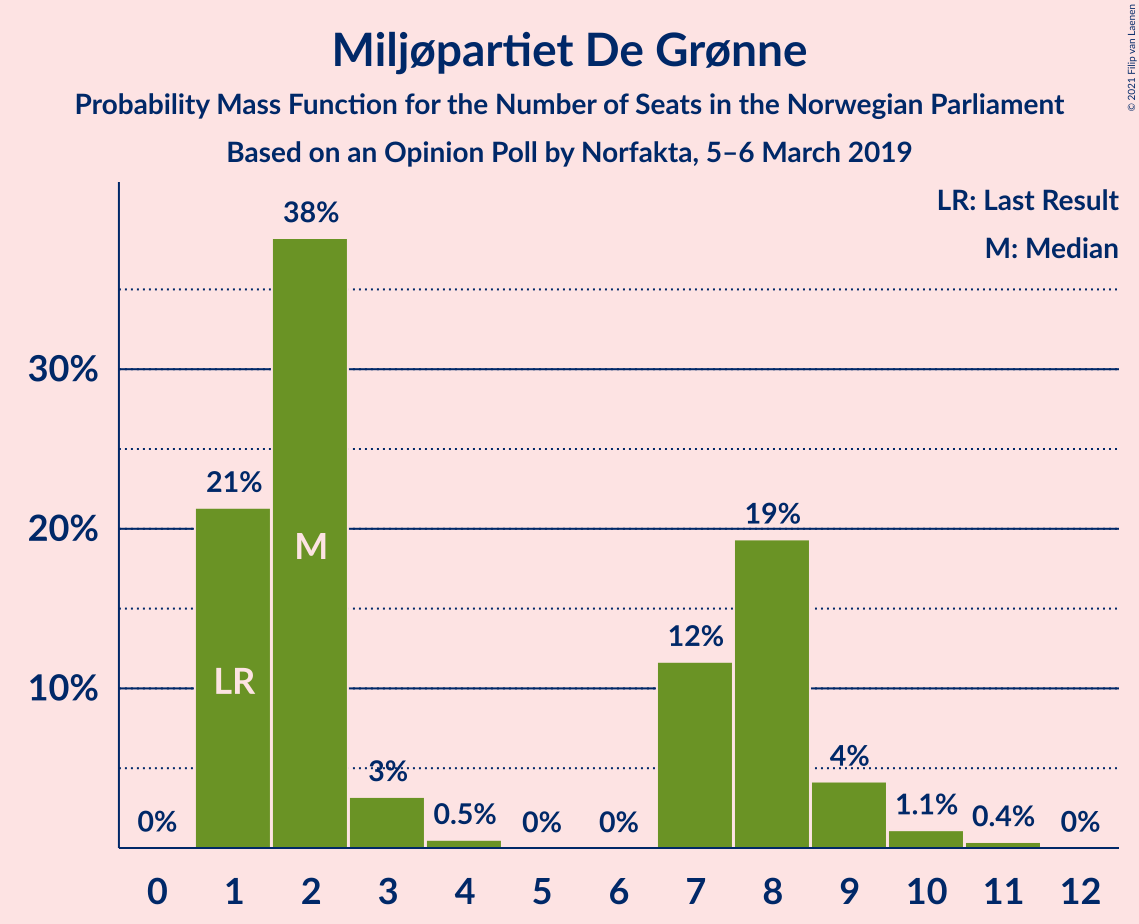 Miljøpartiet De Grønne
Probability Mass Function for the Number of Seats in the Norwegian Parliament
Based on an Opinion Poll by Norfakta, 5–6 March 2019
© 2021 Filip van Laenen
LR: Last Result
M: Median
30%
20%
10%
0%
21%
38%
3%
0.5%
0%
0%
12%
19%
4%
1.1%
0.4%
0%
LR
M
0 1 2 3 4 5 6 7 8 9 10 11 12